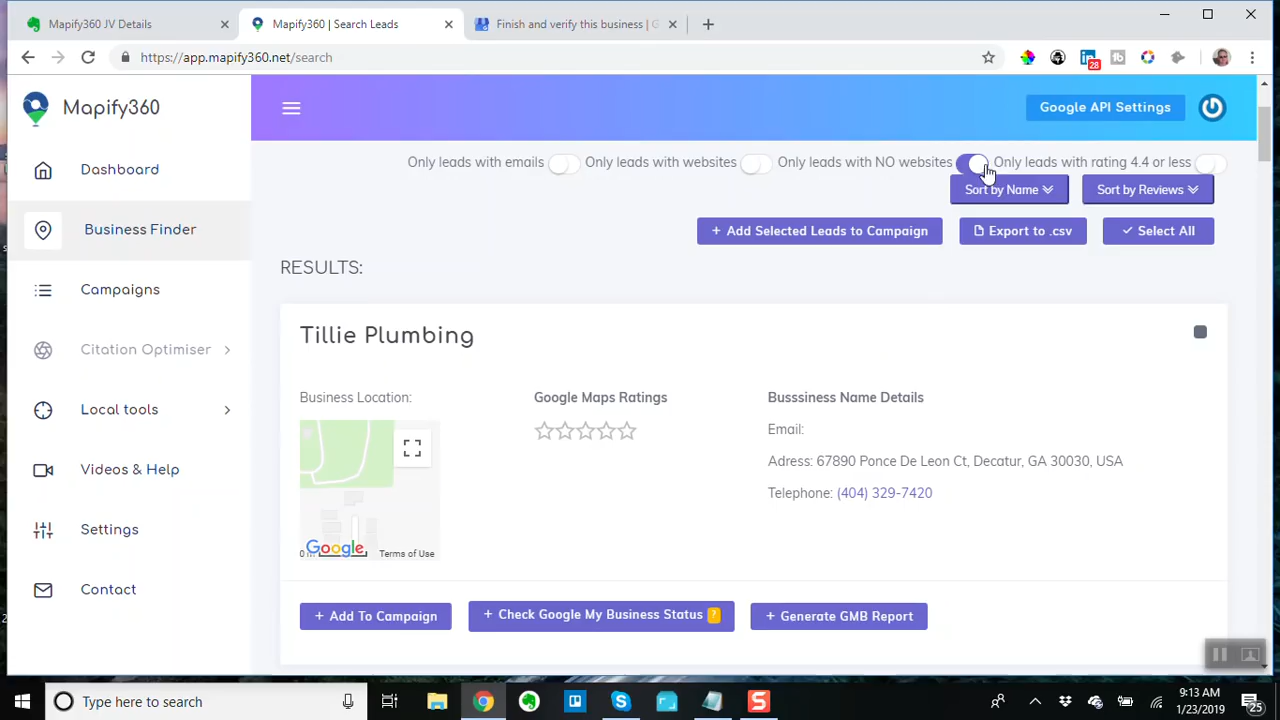 Mapify360 JV Details
Mapify360 | Search Leads
Finish and verify this business | G
https://app.mapify360.net/search
28
Mapify360
Google API Settings
Dashboard
Business Finder
Campaigns
Citation Optimiser
Local tools
Videos & Help
Settings
Contact
Only leads with emails
Only leads with websites
Only leads with NO websites
Only leads with rating 4.4 or less
Sort by Name
Sort by Reviews
+ Add Selected Leads to Campaign
Export to .csv
Select All
RESULTS:
Tillie Plumbing
Business Location:
Google Maps Ratings
Busssiness Name Details
Email:
Adress: 67890 Ponce De Leon Ct, Decatur, GA 30030, USA
Telephone: (404) 329-7420
Google
Terms of Use
+ Add To Campaign
+ Check Google My Business Status ?
+ Generate GMB Report
Type here to search
9:13 AM
1/23/2019
25